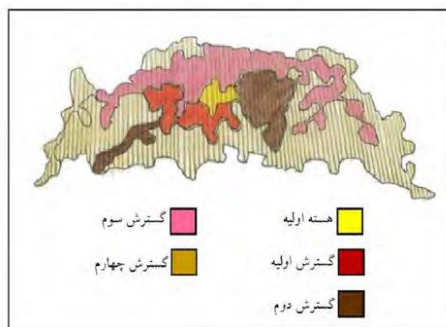 هسته اولیه
گسترش اولیه
گسترش دوم
گسترش سوم
گسترش چهارم